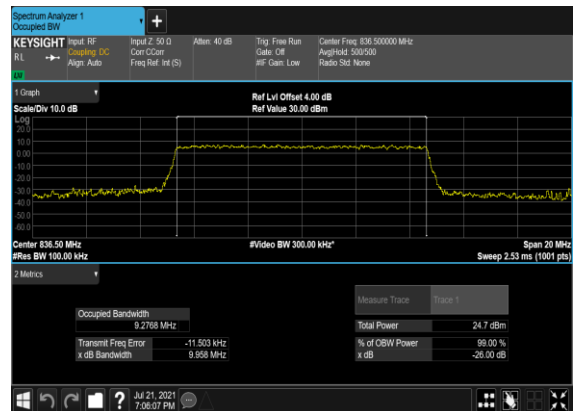 Spectrum Analyzer 1
Occupied BW
KEYSIGHT Input: RF Input Z: 50 Ω Atten: 40 dB Trig: Free Run Center Freq: 836.500000 MHz
RL Coupling: DC Corr CCorr Gate: Off Avg|Hold: 500/500
Align: Auto Freq Ref: Int (S) #IF Gain: Low Radio Std: None
1 Graph
Ref Lvl Offset 4.00 dB
Scale/Div 10.0 dB Ref Value 30.00 dBm
Log
20.0
10.0
0.00
-10.0
-20.0
-30.0
-40.0
-50.0
-60.0
Center 836.50 MHz #Video BW 300.00 kHz* Span 20 MHz
#Res BW 100.00 kHz Sweep 2.53 ms (1001 pts)
2 Metrics
Measure Trace Trace 1
Occupied Bandwidth
9.2768 MHz Total Power 24.7 dBm
Transmit Freq Error -11.503 kHz % of OBW Power 99.00 %
x dB Bandwidth 9.958 MHz x dB -26.00 dB
? Jul 21, 2021
7:06:07 PM